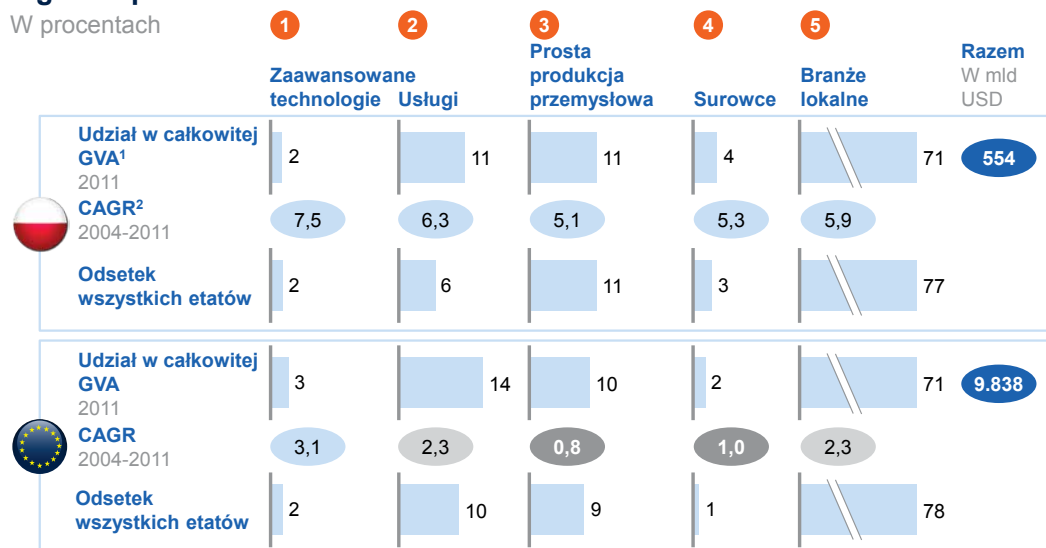 W procentach
1
2
3
4
5
Zaawansowane
technologie
Usługi
Prosta
produkcja
przemysłowa
Surowce
Branże
lokalne
Razem
W mld
USD
Udział w całkowitej
GVA1
2011
2
11
11
4
71
554
CAGR2
2004-2011
7,5
6,3
5,1
5,3
5,9
Odsetek
wszystkich etatów
2
6
11
3
77
Udział w całkowitej
GVA
2011
3
14
10
2
71
9.838
CAGR
2004-2011
3,1
2,3
0,8
1,0
2,3
Odsetek
wszystkich etatów
2
10
9
1
78